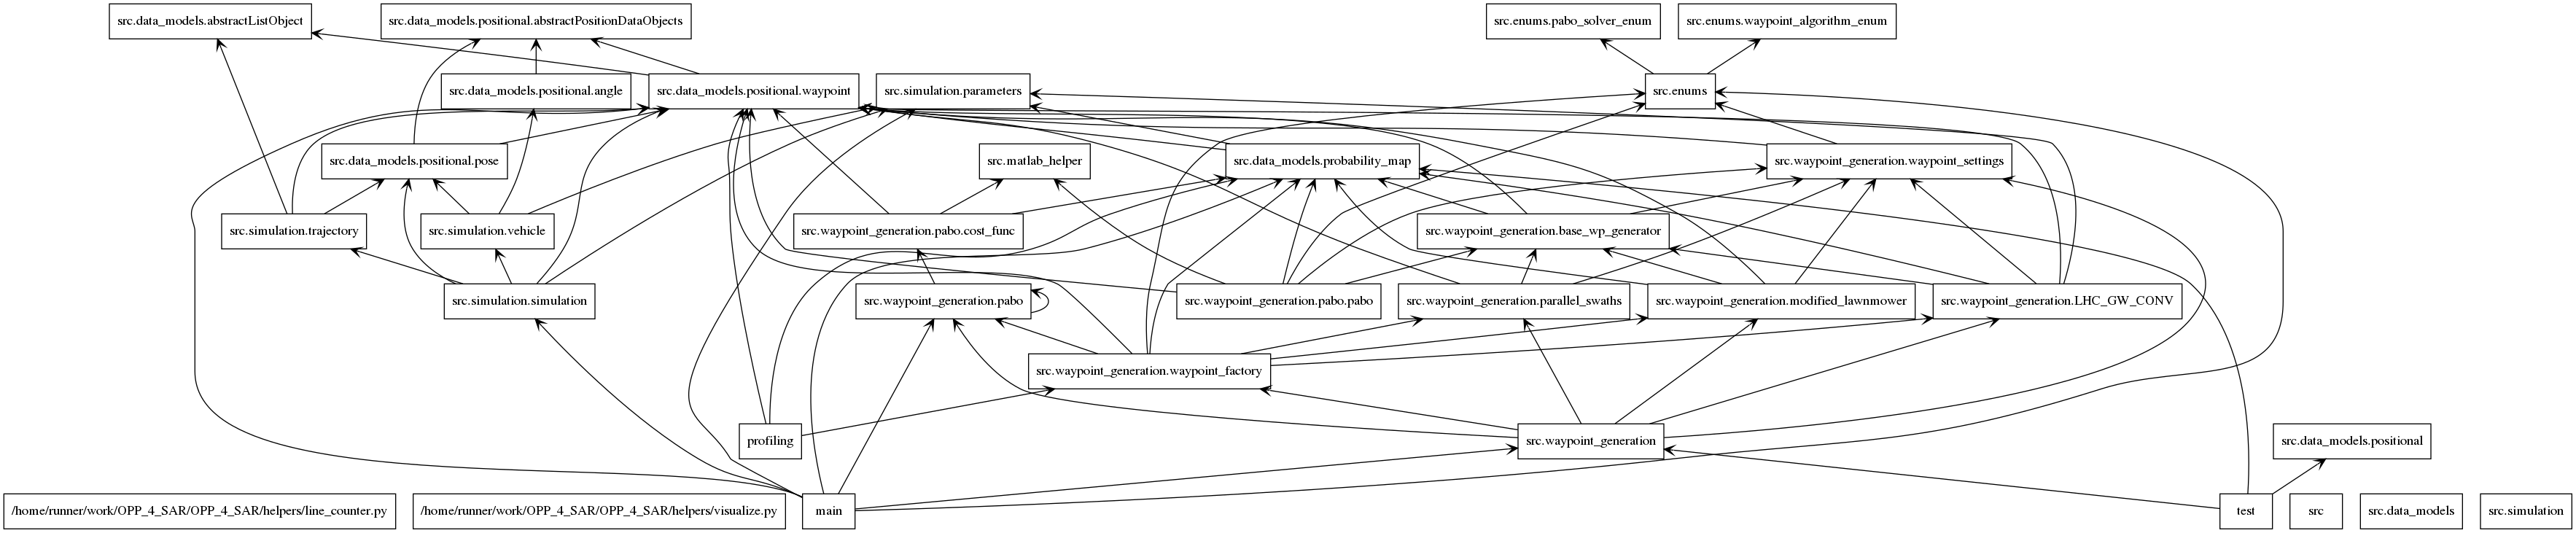 src.data_models.abstractListObject
src.data_models.positional.abstractPositionDataObjects
src.enums.pabo_solver_enum
src.enums.waypoint_algorithm_enum
src.data_models.positional.angle
src.data_models.positional.waypoint
src.simulation.parameters
src.enums
src.data_models.positional.pose
src.matlab_helper
src.data_models.probability_map
src.waypoint_generation.waypoint_settings
src.simulation.trajectory
src.simulation.vehicle
src.waypoint_generation.pabo.cost_func
src.waypoint_generation.base_wp_generator
src.simulation.simulation
src.waypoint_generation.pabo
src.waypoint_generation.pabo.pabo
src.waypoint_generation.parallel_swaths
src.waypoint_generation.modified_lawnmower
src.waypoint_generation.LHC_GW_CONV
src.waypoint_generation.waypoint_factory
profiling
src.waypoint_generation
src.data_models.positional
/home/runner/work/OPP_4_SAR/OPP_4_SAR/helpers/line_counter.py
/home/runner/work/OPP_4_SAR/OPP_4_SAR/helpers/visualize.py
main
test
src
src.data_models
src.simulation